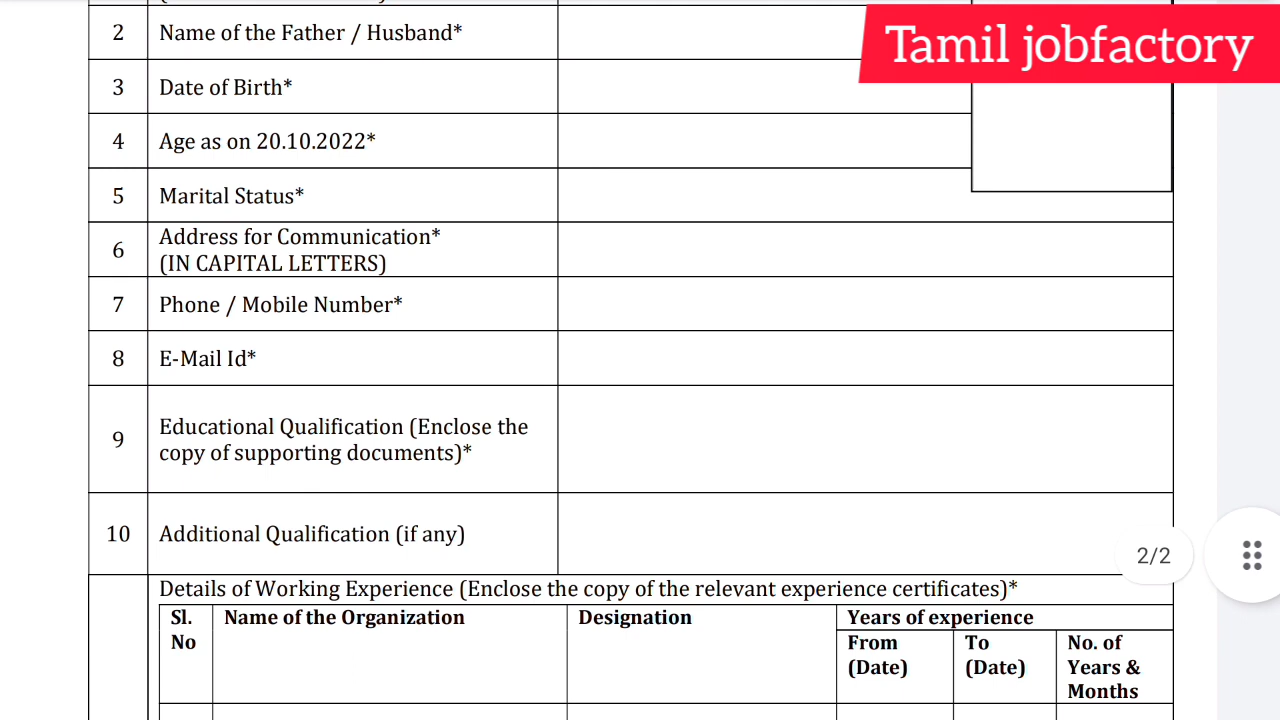 Tamil jobfactory
2 Name of the Father / Husband*
3 Date of Birth*
4 Age as on 20.10.2022*
5 Marital Status*
6 Address for Communication*
(IN CAPITAL LETTERS)
7 Phone / Mobile Number*
8 E-Mail Id*
9 Educational Qualification (Enclose the
copy of supporting documents)*
10 Additional Qualification (if any)
2/2
Details of Working Experience (Enclose the copy of the relevant experience certificates)*
Sl.
No
Name of the Organization
Designation
Years of experience
From
(Date)
To
(Date)
No. of
Years &
Months